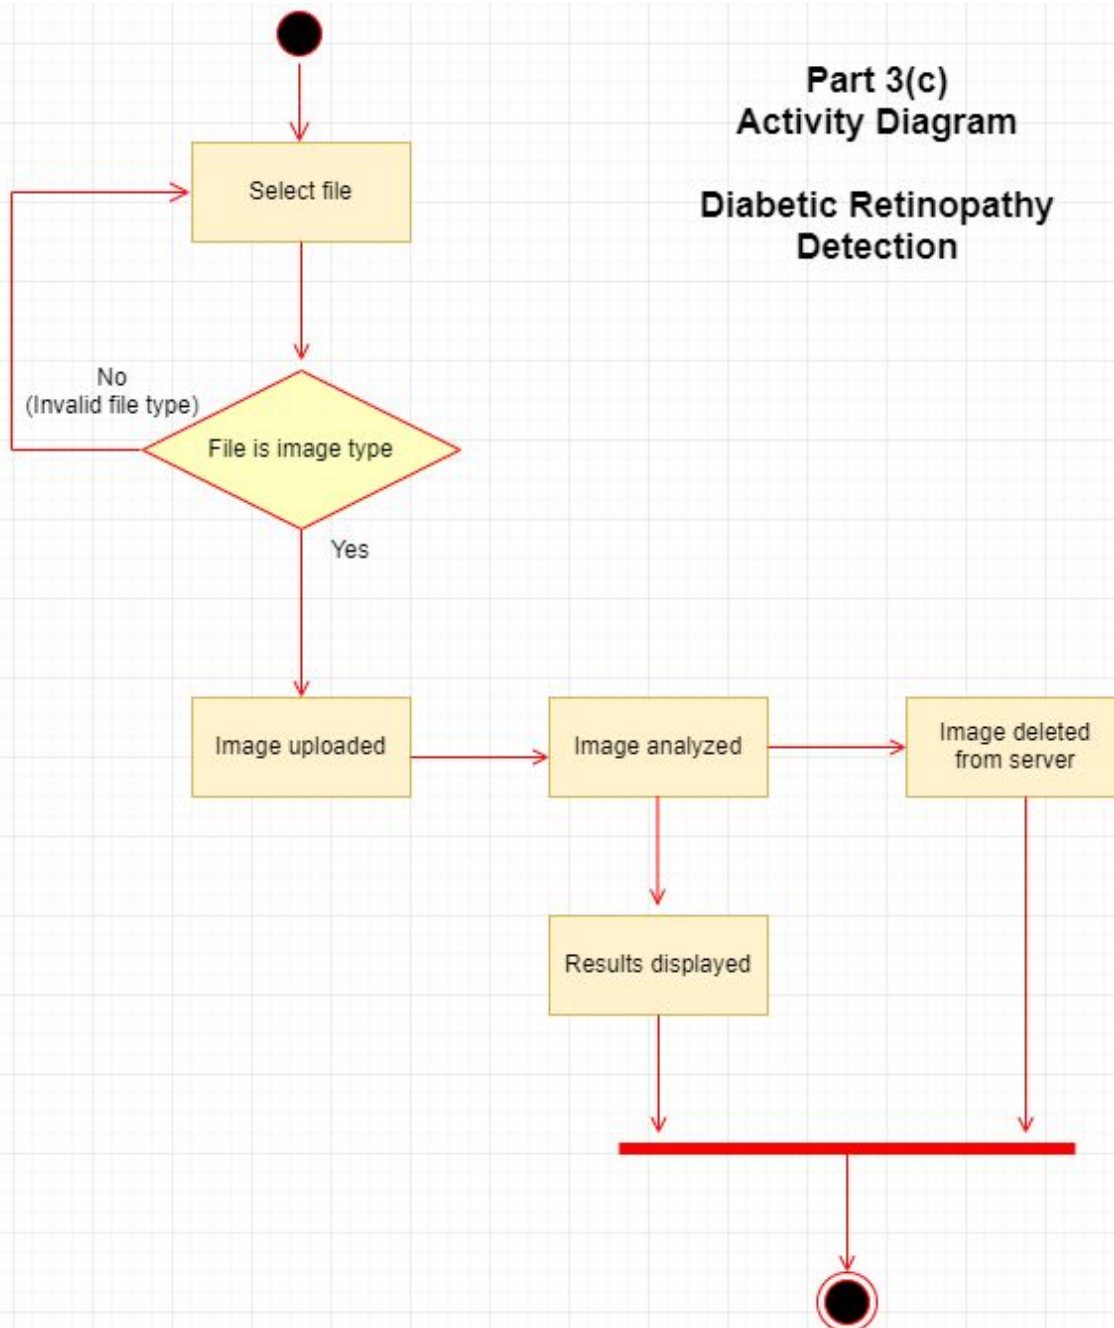 Part 3(c)
Activity Diagram
Diabetic Retinopathy
Detection
Select file
No
(Invalid file type)
File is image type
Yes
Image uploaded
Image analyzed
Image deleted
from server
Results displayed